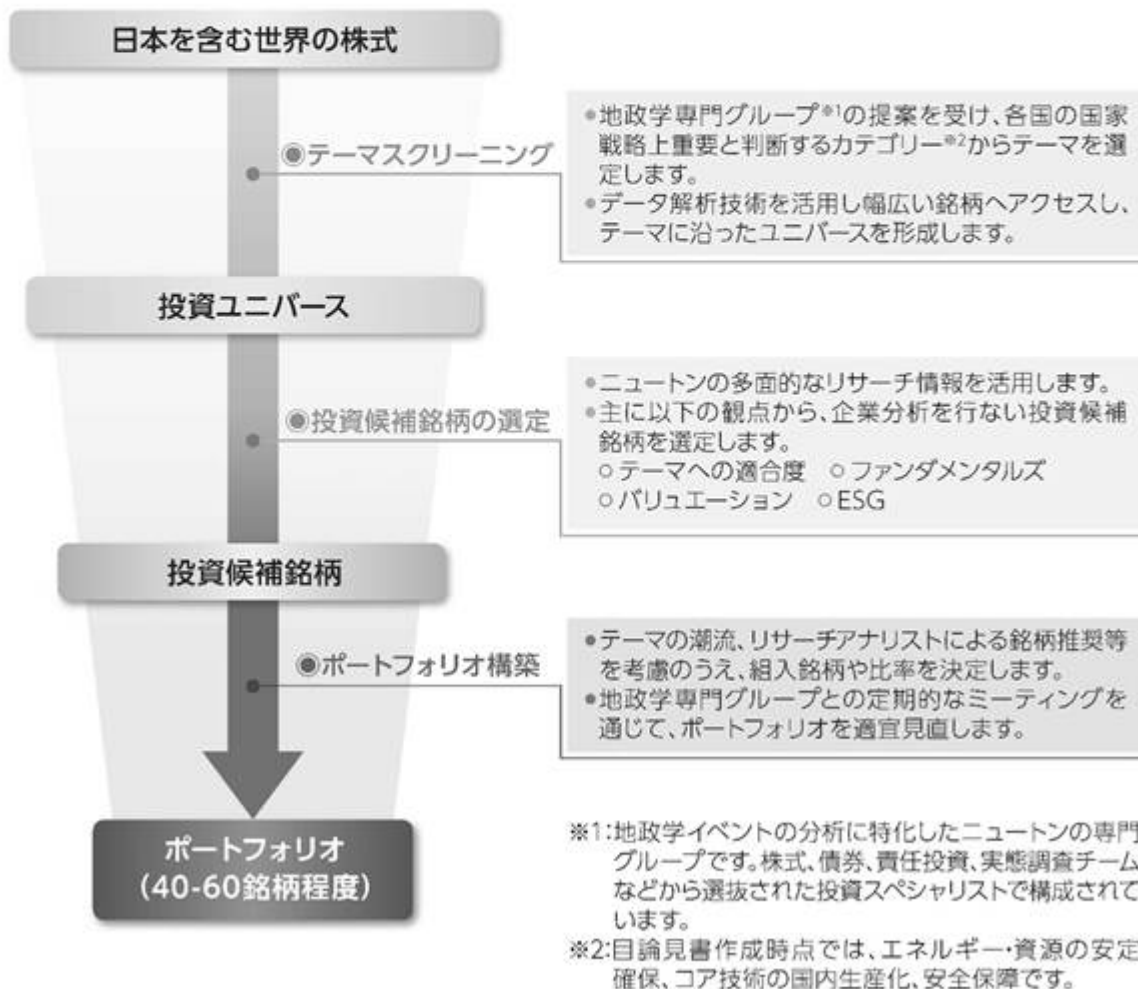 日本を含む世界の株式
◉テーマスクリーニング
●地政学専門グループ※1の提案を受け、各国の国家
戦略上重要と判断するカテゴリー※2からテーマを選
定します。
●データ解析技術を活用し幅広い銘柄へアクセスし、
テーマに沿ったユニバースを形成します。
投資ユニバース
◉投資候補銘柄の選定
●ニュートンの多面的なリサーチ情報を活用します。
●主に以下の観点から、企業分析を行ない投資候補
銘柄を選定します。
○テーマへの適合度 ○ファンダメンタルズ
○バリュエーション ○ESG
投資候補銘柄
◉ポートフォリオ構築
●テーマの潮流、リサーチアナリストによる銘柄推奨等
を考慮のうえ、組入銘柄や比率を決定します。
●地政学専門グループとの定期的なミーティングを
通じて、ポートフォリオを適宜見直します。
ポートフォリオ
(40-60銘柄程度)
※1:地政学イベントの分析に特化したニュートンの専門
グループです。株式、債券、責任投資、実態調査チーム
などから選抜された投資スペシャリストで構成されて
います。
※2:目論見書作成時点では、エネルギー・資源の安定
確保、コア技術の国内生産化、安全保障です。